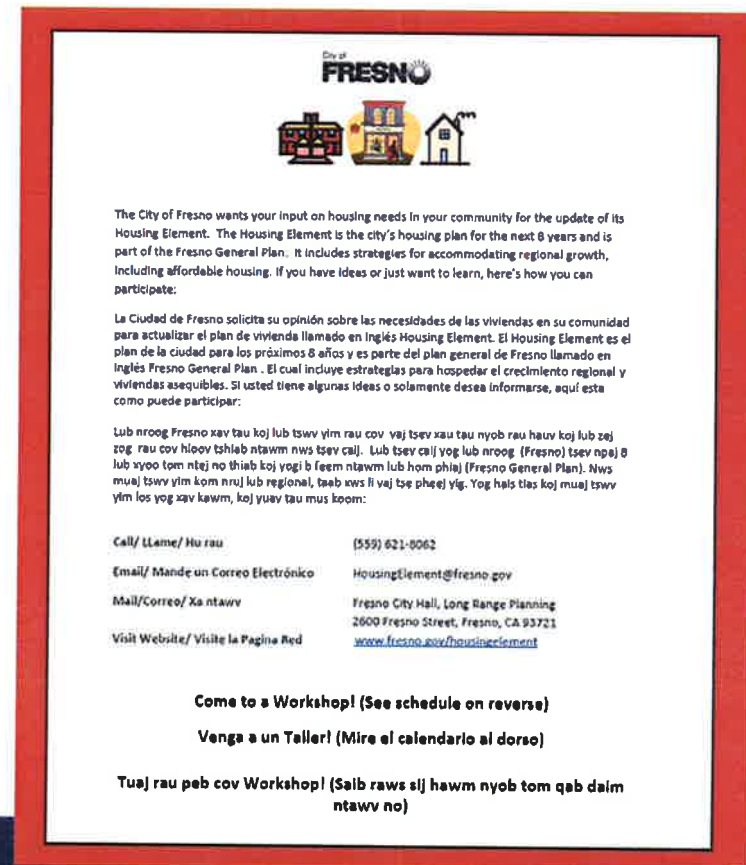 City of
FRESNO
The City of Fresno wants your input on housing needs in your community for the update of its
Housing Element. The Housing Element is the city's housing plan for the next 8 years and is
part of the Fresno General Plan. It includes strategies for accommodating regional growth,
including affordable housing. If you have ideas or just want to learn, here's how you can
participate:
La Ciudad de Fresno solicita su opinión sobre las necesidades de las viviendas en su comunidad
para actualizar el plan de vivienda llamado en Inglés Housing Element. El Housing Element es el
plan de la ciudad para los próximos 8 años y es parte del plan general de Fresno llamado en
Inglés Fresno General Plan . El cual incluye estrategias para hospedar el crecimiento regional y
viviendas asequibles. Si usted tiene algunas ideas o solamente desea informarse, aquí esta
como puede participar:
Lub nroog Fresno xav tau koj lub tswv yim rau cov vaj tsev xau tau nyob rau hauv koj lub zej
zog rau cov hloov tshiab ntawm nws tsev caij. Lub tsev caij yog lub nroog (Fresno) tsev npaj 8
lub xyoo tom ntej no thiab koj yog ib feem ntawm lub hom phiaj (Fresno General Plan). Nws
muaj tswv yim kom nruj lub regional, taab xws li vaj tse pheej yig. Yog hais tias koj muaj tswv
yim los yog xav kawm, koj yuav tau mus koom:
Call/ LLame/ Hu rau (559) 621-8062
Email/ Mande un Correo Electrónico HousingElement@fresno.gov
Mail/Correo/ Xa ntawv Fresno City Hall, Long Range Planning
2600 Fresno Street, Fresno, CA 93721
Visit Website/ Visite la Pagina Red www.fresno.gov/housingelement
Come to a Workshop! (See schedule on reverse)
Venga a un Taller! (Mire el calendario al dorso)
Tuaj rau peb cov Workshop! (Saib raws sij hawm nyob tom qab daim
ntawv no)